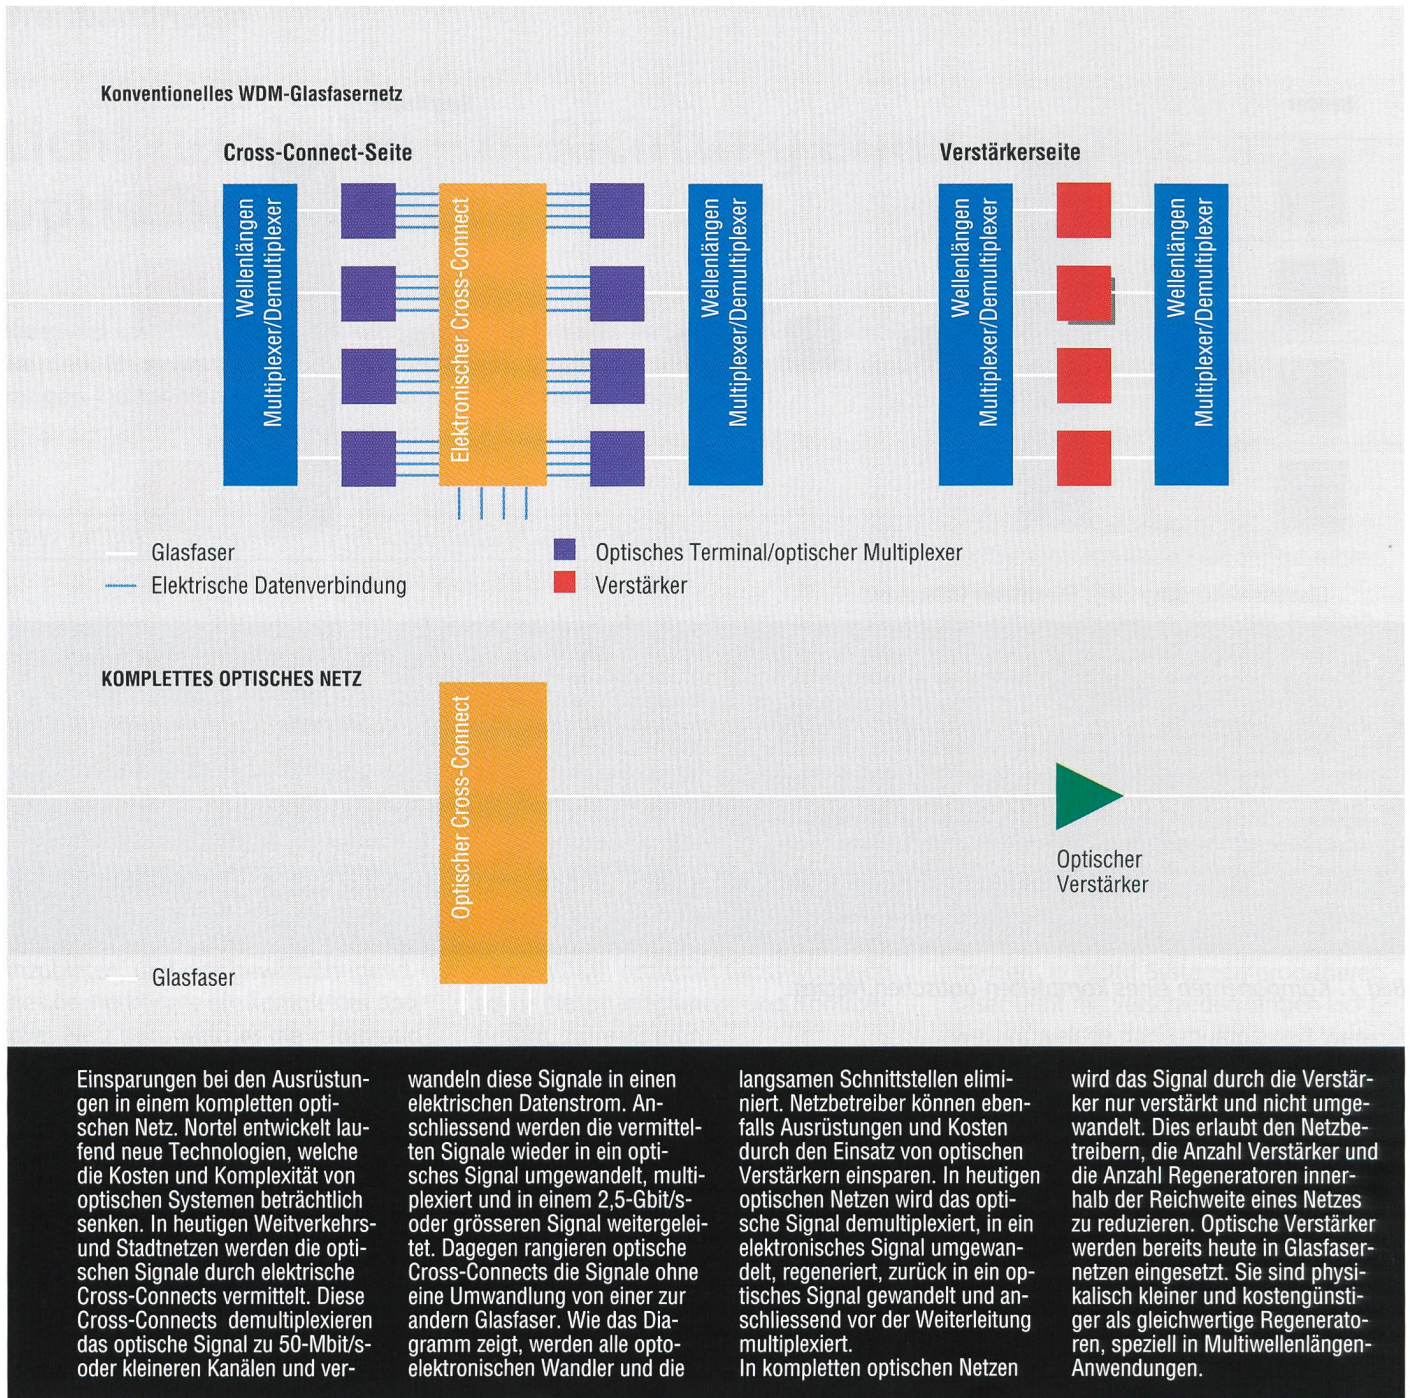 Konventionelles WDM-Glasfasernetz
Cross-Connect-Seite
Verstärkerseite
Wellenlängen
Multiplexer/Demultiplexer
Elektronischer Cross-Connect
Wellenlängen
Multiplexer/Demultiplexer
Wellenlängen
Multiplexer/Demultiplexer
Wellenlängen
Multiplexer/Demultiplexer
Glasfaser
Elektrische Datenverbindung
Optisches Terminal/optischer Multiplexer
Verstärker
KOMPLETTES OPTISCHES NETZ
Optischer Cross-Connect
Optischer
Verstärker
Glasfaser
Einsparungen bei den Ausrüstun-
gen in einem kompletten opti-
schen Netz. Nortel entwickelt lau-
fend neue Technologien, welche
die Kosten und Komplexität von
optischen Systemen beträchtlich
senken. In heutigen Weitverkehrs-
und Stadtnetzen werden die opti-
schen Signale durch elektrische
Cross-Connects vermittelt. Diese
Cross-Connects demultiplexieren
das optische Signal zu 50-Mbit/s-
oder kleineren Kanälen und ver-
wandeln diese Signale in einen
elektrischen Datenstrom. An-
schliessend werden die vermittel-
ten Signale wieder in ein opti-
sches Signal umgewandelt, multi-
plexiert und in einem 2,5-Gbit/s-
oder grösseren Signal weitergelei-
tet. Dagegen rangieren optische
Cross-Connects die Signale ohne
eine Umwandlung von einer zur
andern Glasfaser. Wie das Dia-
gramm zeigt, werden alle opto-
elektronischen Wandler und die
langsamen Schnittstellen elimi-
niert. Netzbetreiber können eben-
falls Ausrüstungen und Kosten
durch den Einsatz von optischen
Verstärkern einsparen. In heutigen
optischen Netzen wird das opti-
sche Signal demultiplexiert, in ein
elektronisches Signal umgewan-
delt, regeneriert, zurück in ein op-
tisches Signal gewandelt und an-
schliessend vor der Weiterleitung
multiplexiert.
In kompletten optischen Netzen
wird das Signal durch die Verstär-
ker nur verstärkt und nicht umge-
wandelt. Dies erlaubt den Netzbe-
treibern, die Anzahl Verstärker und
die Anzahl Regeneratoren inner-
halb der Reichweite eines Netzes
zu reduzieren. Optische Verstärker
werden bereits heute in Glasfaser-
netzen eingesetzt. Sie sind physi-
kalisch kleiner und kostengünsti-
ger als gleichwertige Regenerato-
ren, speziell in Multiwellenlängen-
Anwendungen.